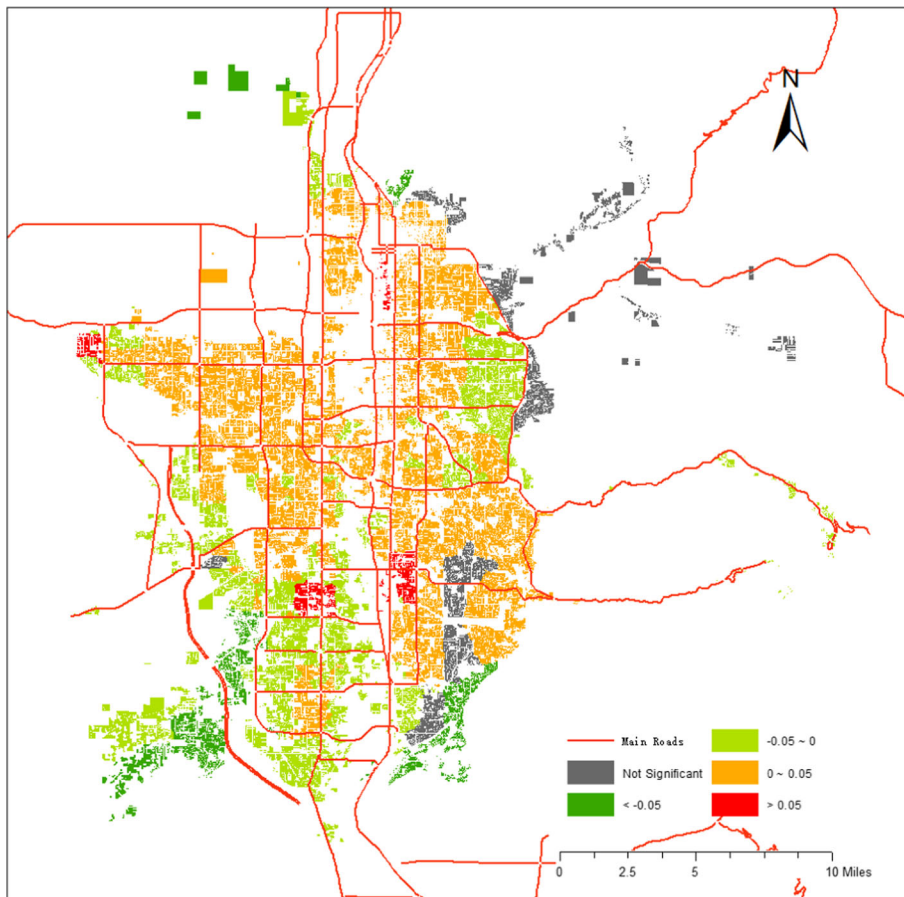 N
Main Roads
-0.05 ~ 0
Not Significant
0 ~ 0.05
< -0.05
> 0.05
0 2.5 5 10 Miles